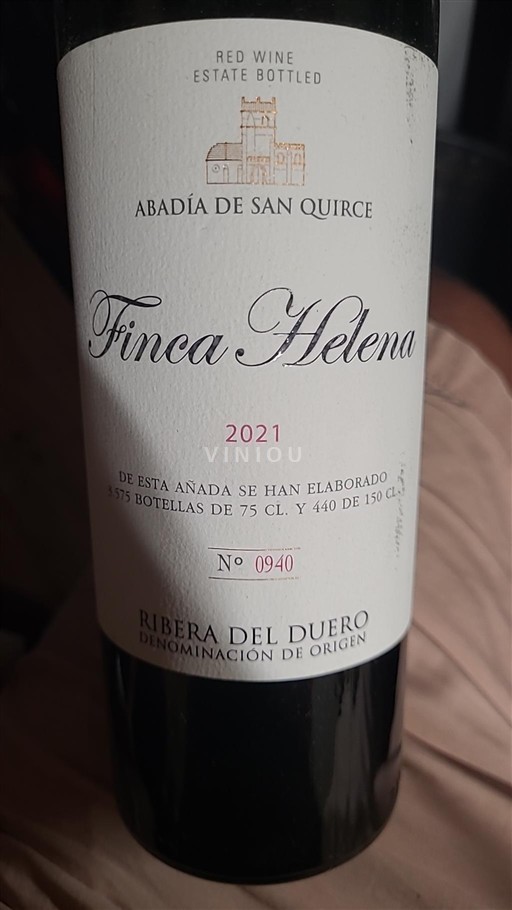 RED WINE
ESTATE BOTTLED
ABADÍA DE SAN QUIRCE
Finca Helena
2021
VINIOU
DE ESTA AÑADA SE HAN ELABORADO
575 BOTELLAS DE 75 CL. Y 440 DE 150 CL.
Nº 0940
RIBERA DEL DUERO
DENOMINACIÓN DE ORIGEN